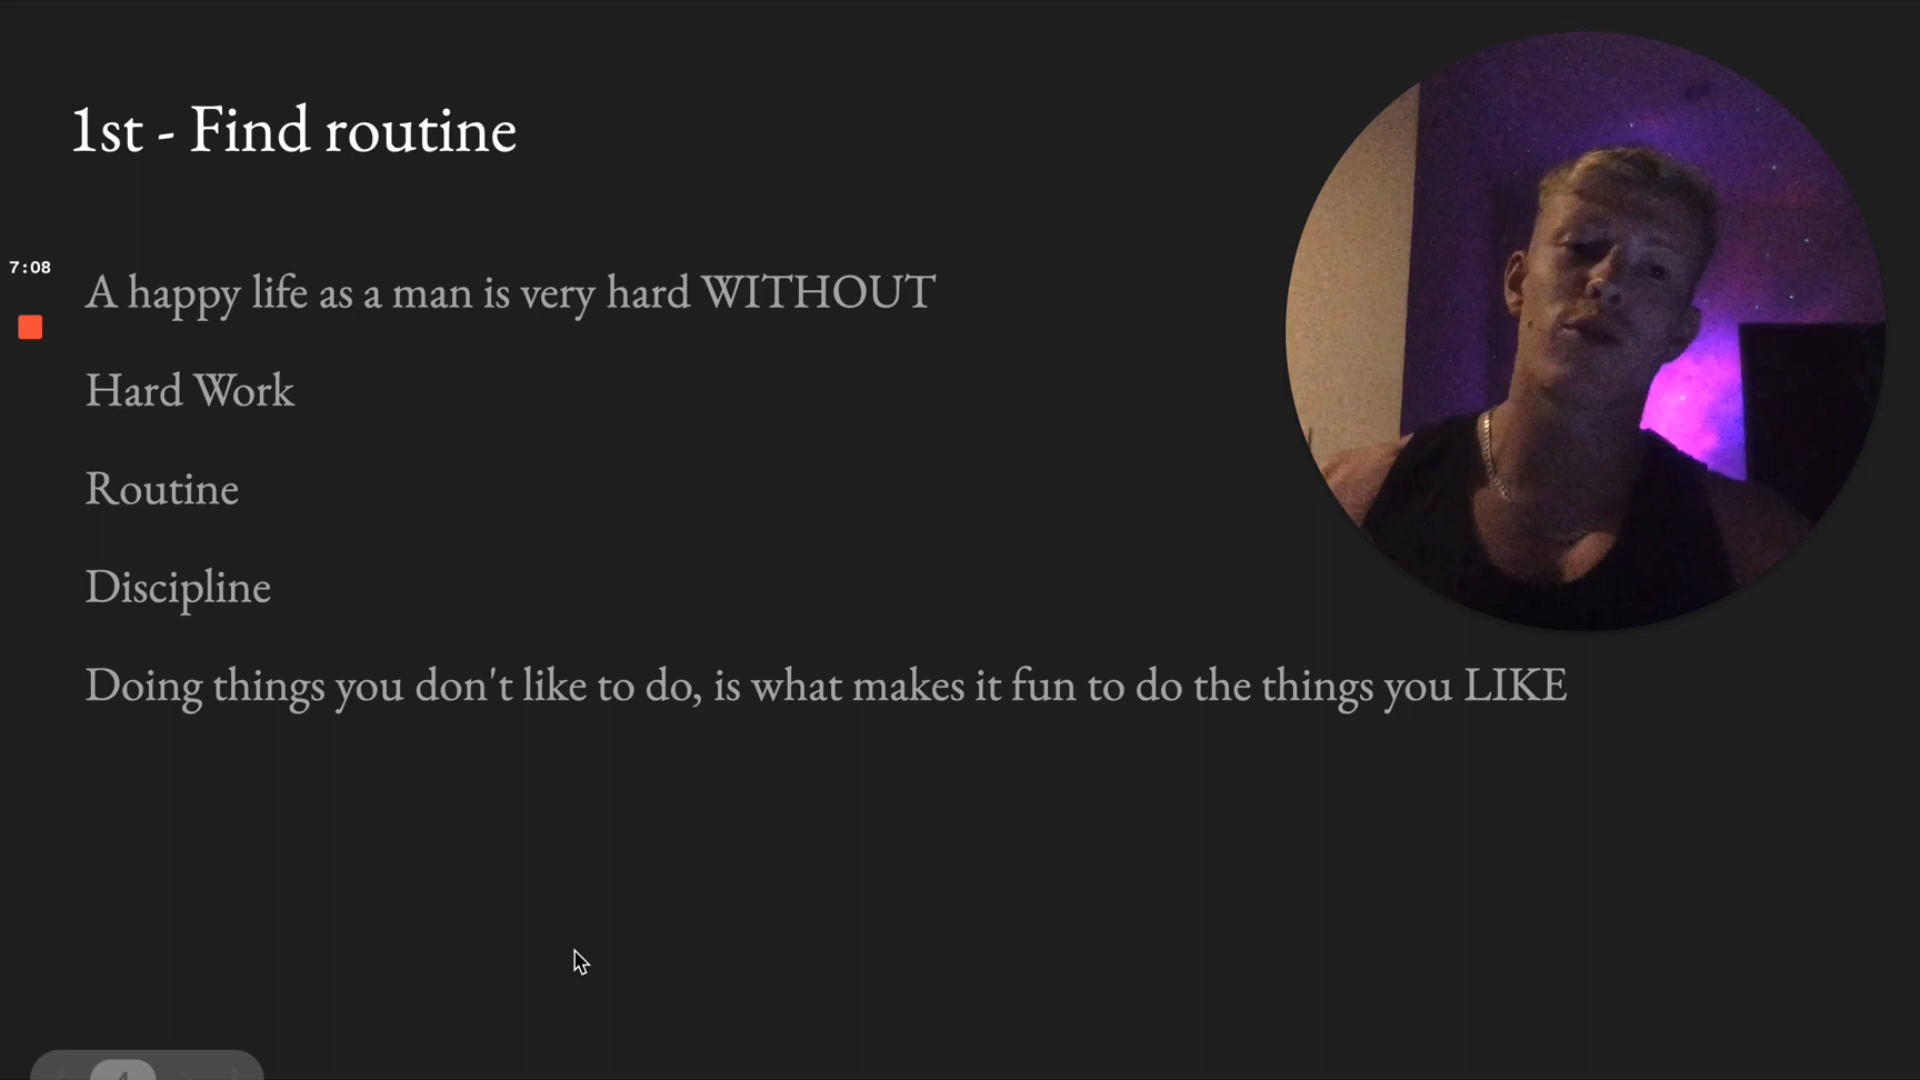 1st - Find routine
7:08
A happy life as a man is very hard WITHOUT
Hard Work
Routine
Discipline
Doing things you don't like to do, is what makes it fun to do the things you LIKE